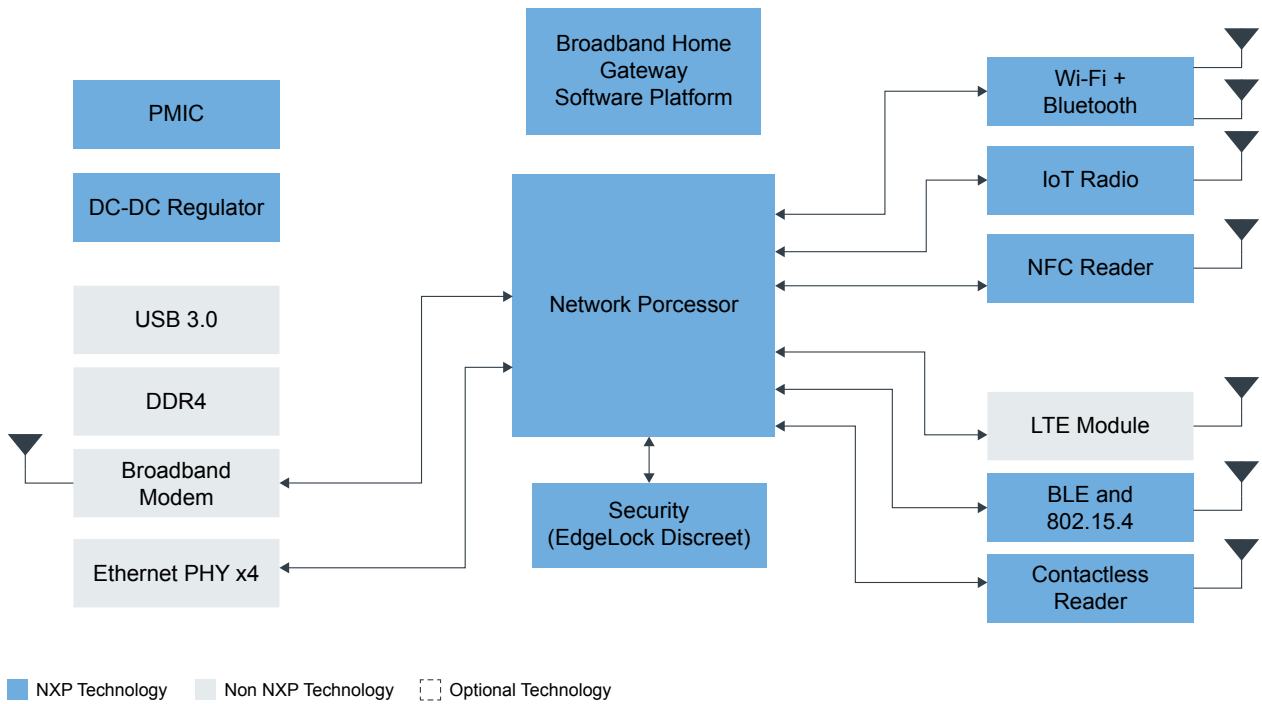 Broadband Home
Gateway
Software Platform
PMIC
DC-DC Regulator
USB 3.0
DDR4
Broadband
Modem
Ethernet PHY x4
Network Porcessor
Security
(EdgeLock Discreet)
Wi-Fi +
Bluetooth
IoT Radio
NFC Reader
LTE Module
BLE and
802.15.4
Contactless
Reader
NXP Technology
Non NXP Technology
Optional Technology